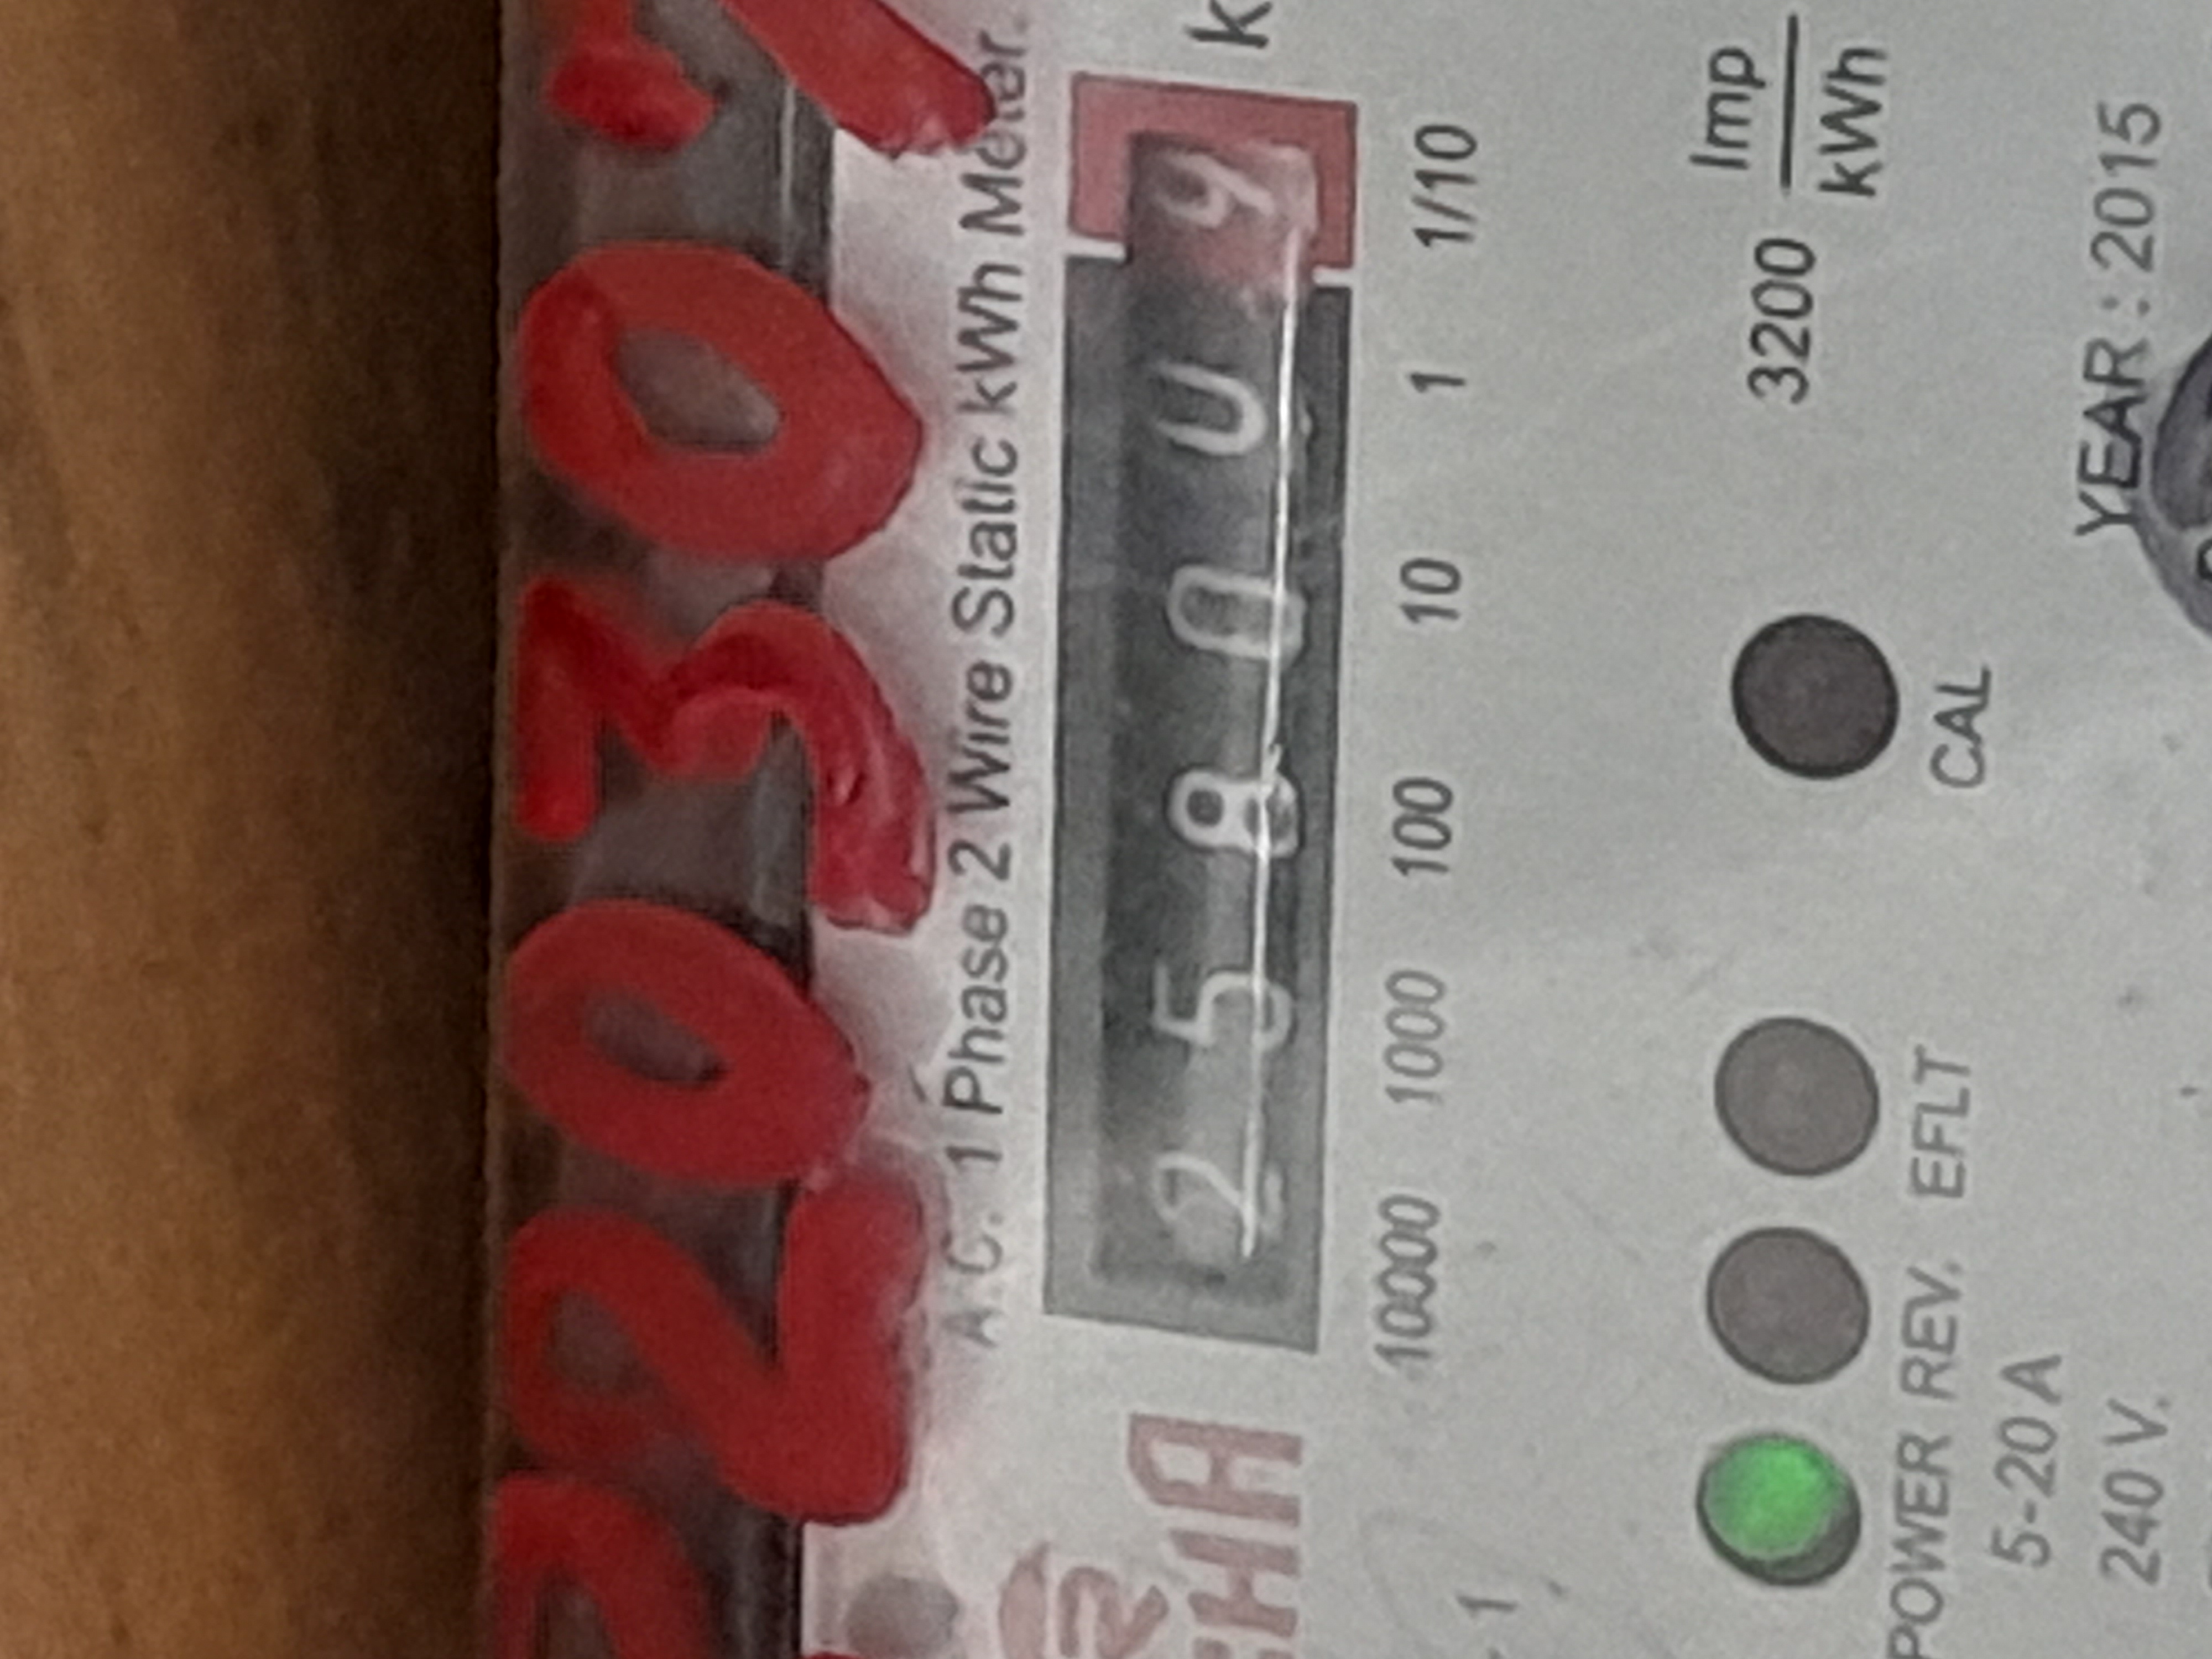 2030
A.C. 1 Phase 2 Wire Static kWh Meter.
k
2 5 8 0 0 9
10000 1000 100 10 1 1/10
3200 Imp
kWh
CAL
POWER REV. EFLT
5-20 A
240 V.
YEAR : 2015